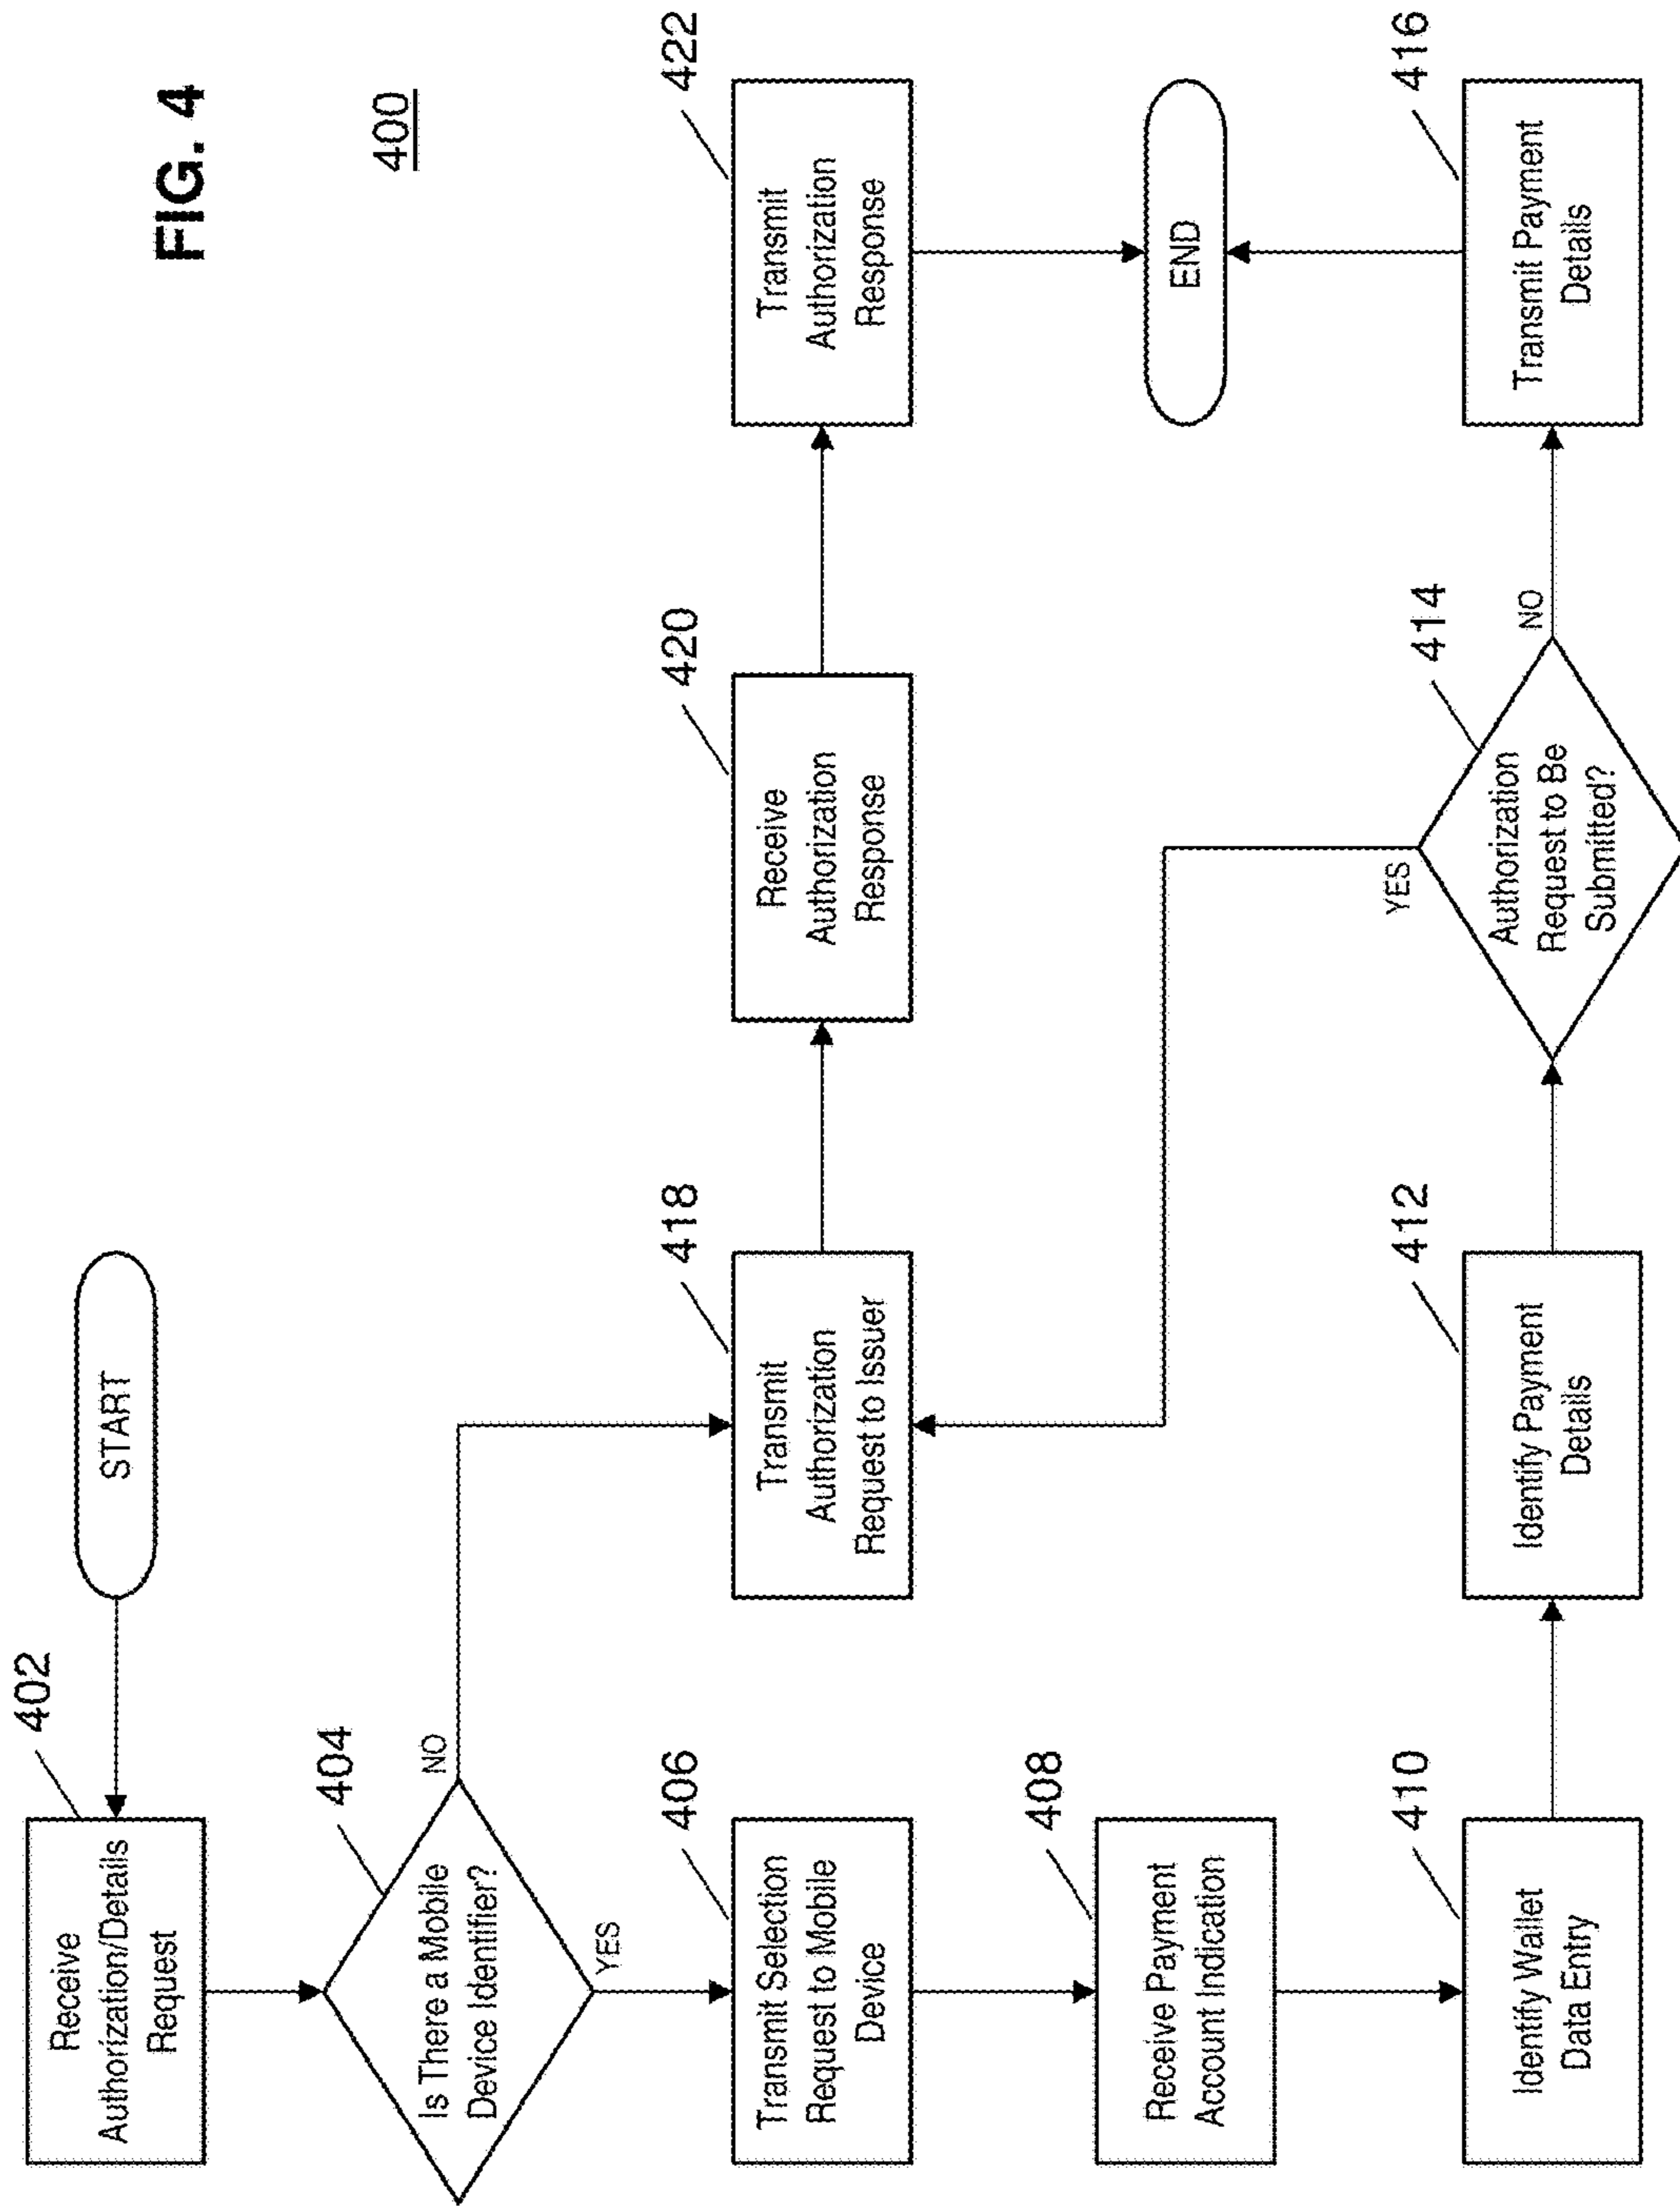 FIG. 4
400
START
402
Receive
Authorization/Details
Request
404
Is There a Mobile
Device Identifier?
NO
YES
406
Transmit Selection
Request to Mobile
Device
408
Receive Payment
Account Indication
410
Identify Wallet
Data Entry
412
Identify Payment
Details
414
Authorization
Request to Be
Submitted?
YES
NO
416
Transmit Payment
Details
418
Transmit
Authorization
Request to Issuer
420
Receive
Authorization
Response
422
Transmit
Authorization
Response
END